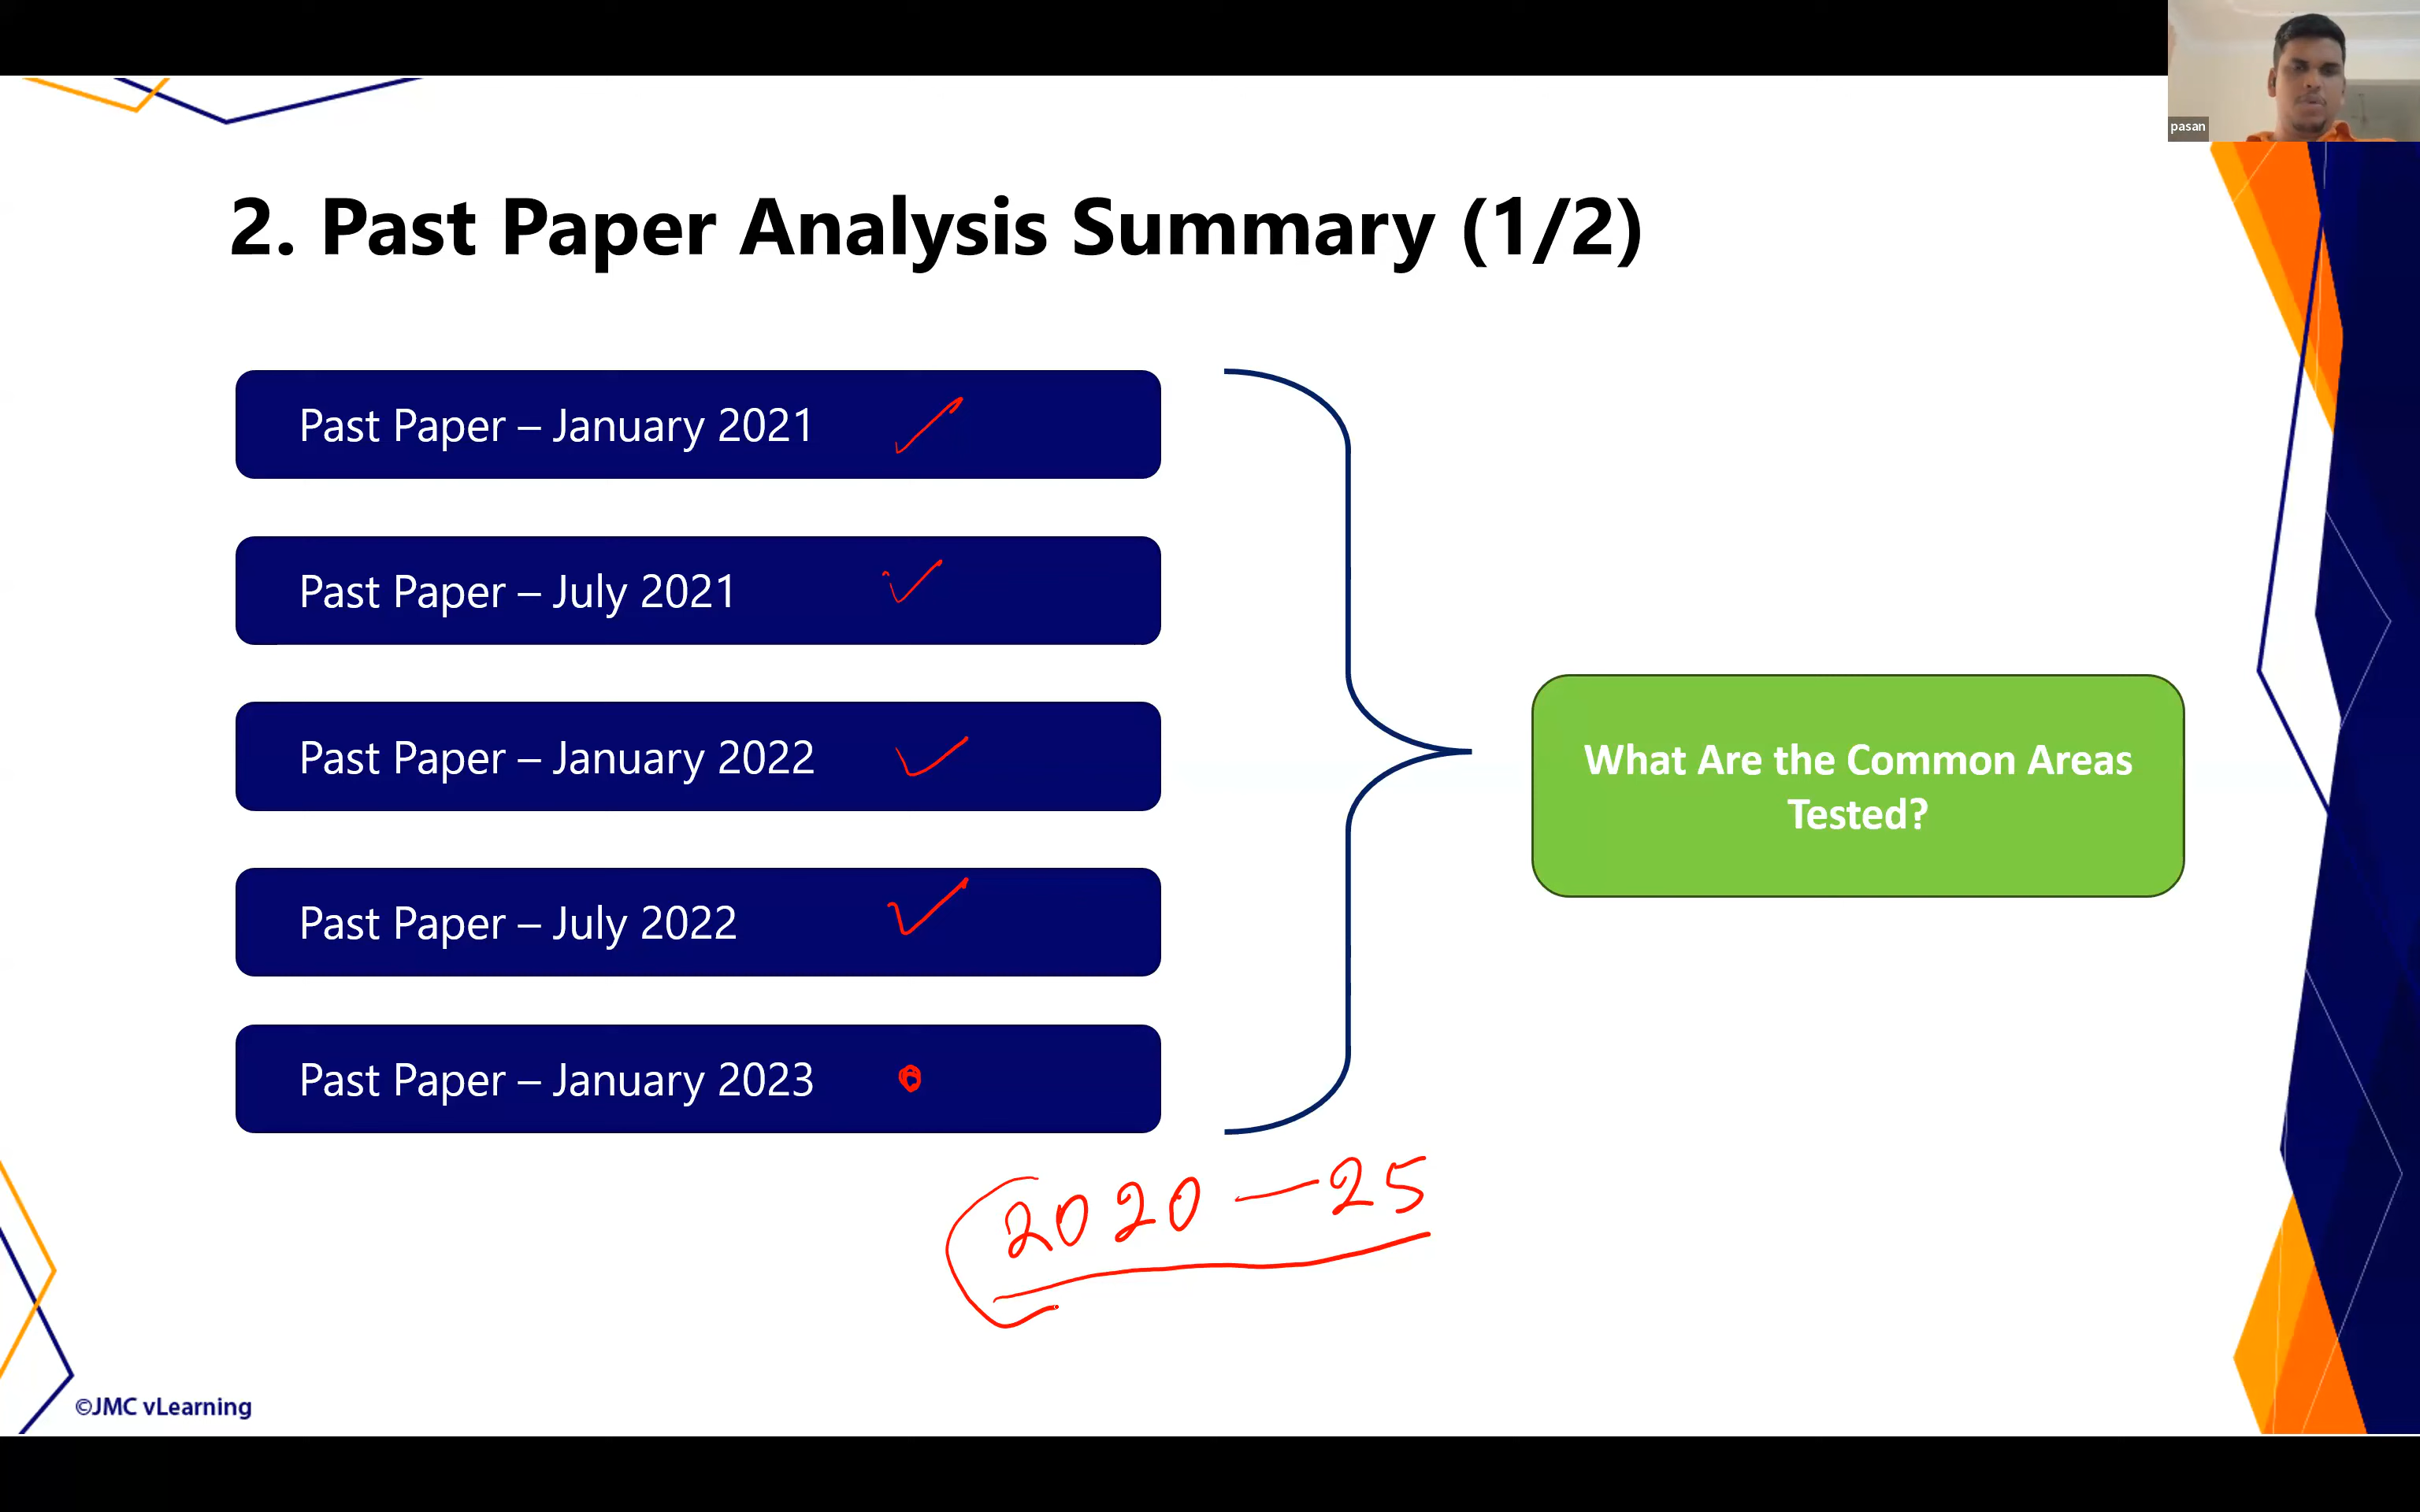 pasan
2. Past Paper Analysis Summary (1/2)
Past Paper – January 2021
Past Paper – July 2021
Past Paper – January 2022
Past Paper – July 2022
Past Paper – January 2023
What Are the Common Areas
Tested?
2020 — 25
©JMC vLearning